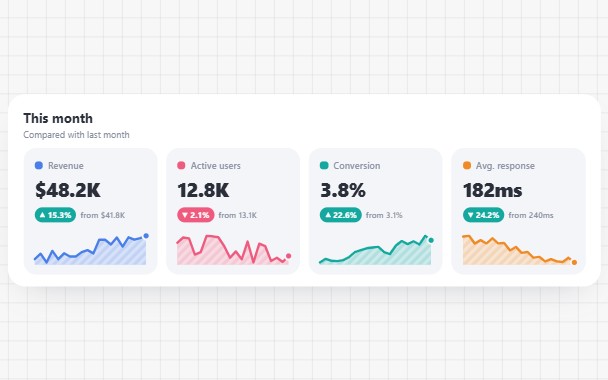 This month
Compared with last month
Revenue
$48.2K
▲ 15.3% from $41.8K
Active users
12.8K
▼ 2.1% from 13.1K
Conversion
3.8%
▲ 22.6% from 3.1%
Avg. response
182ms
▼ 24.2% from 240ms